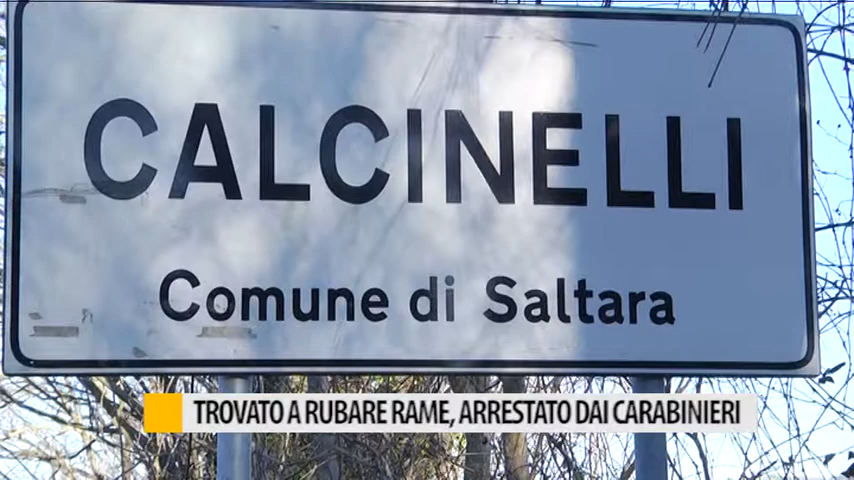 CALCINELLI
Comune di Saltara
TROVATO A RUBARE RAME, ARRESTATO DAI CARABINIERI